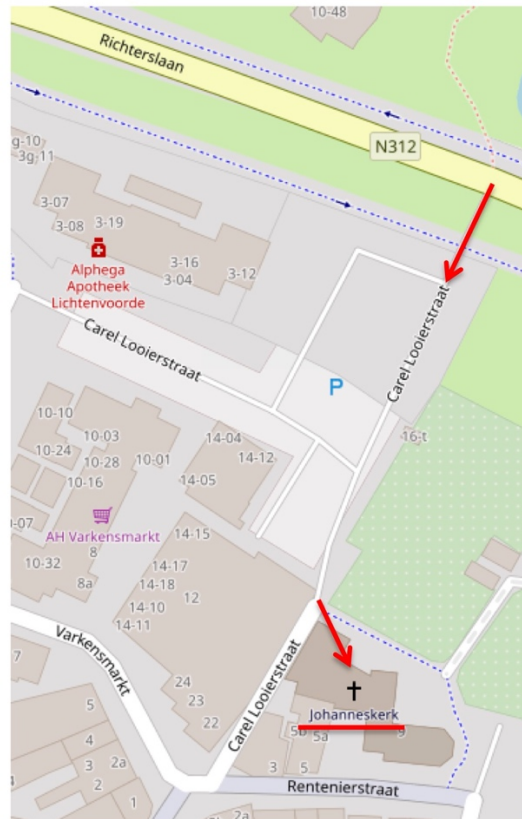 10-48
Richterslaan
N312
g-10
3g-11
3-07
3-08
3-19
3-16
3-04
3-12
Alphega
Apotheek
Lichtenvoorde
Carel Looierstraat
Carel Looierstraat
P
16-t
10-10
10-03
10-24
10-28
10-01
10-16
14-04
14-12
14-05
-07
AH Varkensmarkt
8
10-32
8a
14-15
14-17
14-18
12
14-10
14-11
Varkensmarkt
7
24
23
22
Carel Looierstraat
Johanneskerk
5b
5a
9
5
4
3
2a
2
1
3
5
Rentenierstraat
2a
2